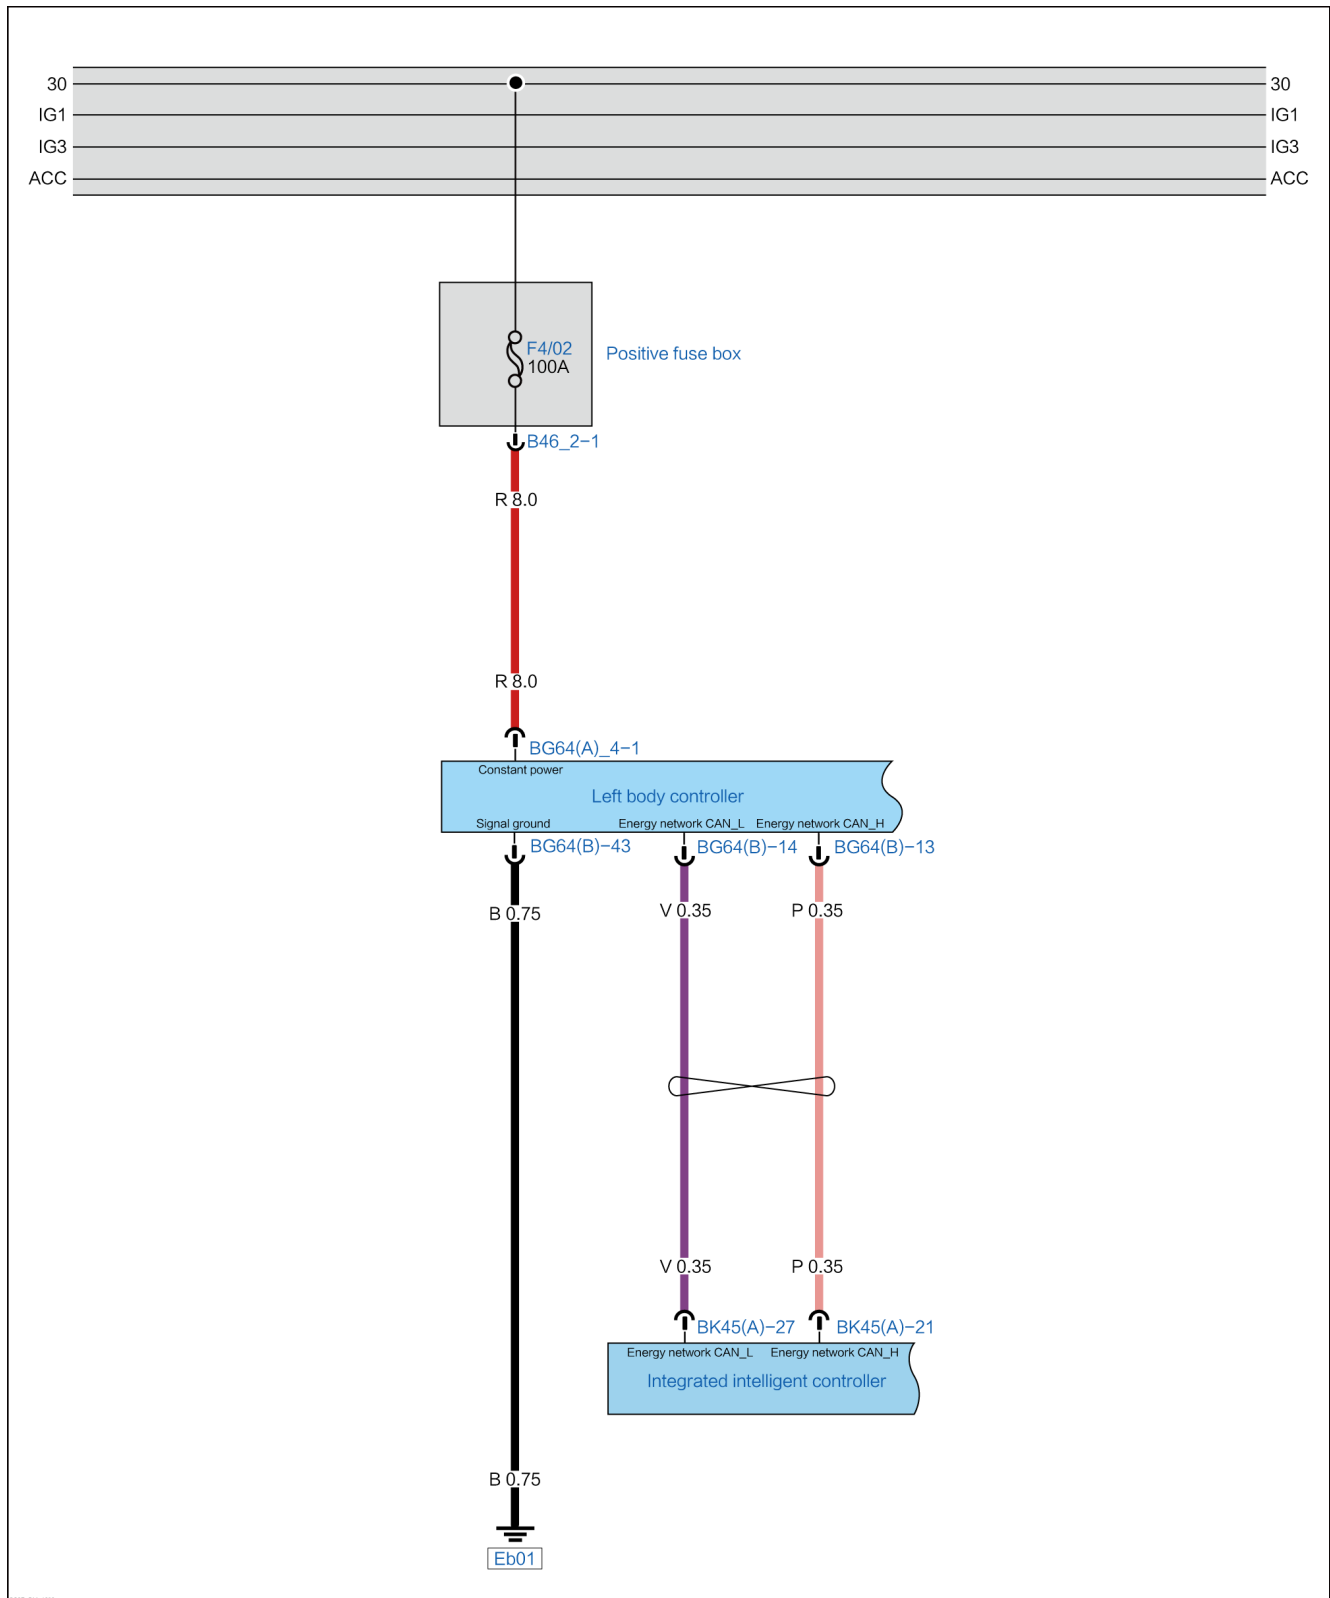 30 30
IG1 IG1
IG3 IG3
ACC ACC
F4/02
100A
Positive fuse box
B46_2-1
R 8.0
R 8.0
BG64(A)_4-1
Constant power
Left body controller
Signal ground Energy network CAN_L Energy network CAN_H
BG64(B)-43 BG64(B)-14 BG64(B)-13
B 0.75 V 0.35 P 0.35
V 0.35 P 0.35
BK45(A)-27 BK45(A)-21
Energy network CAN_L Energy network CAN_H
Integrated intelligent controller
B 0.75
Eb01